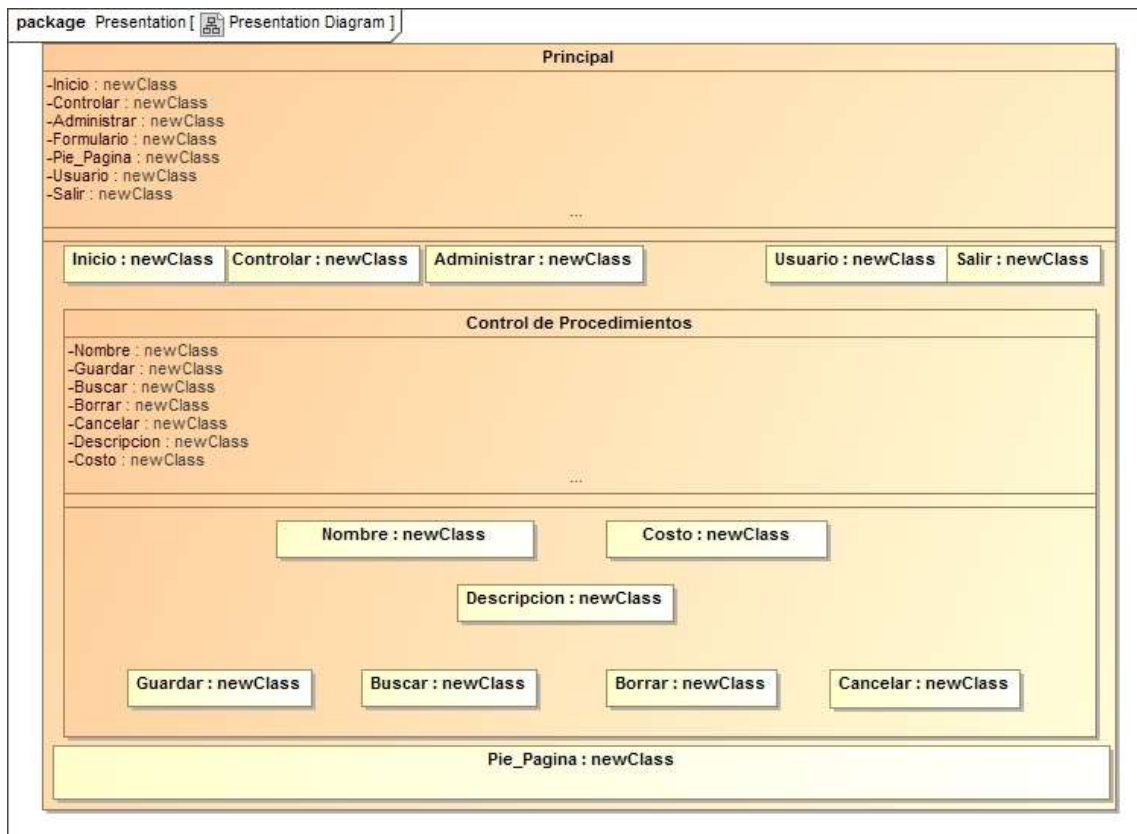 package Presentation [ Presentation Diagram ]
Principal
-Inicio : newClass
-Controlar : newClass
-Administrar : newClass
-Formulario : newClass
-Pie_Pagina : newClass
-Usuario : newClass
-Salir : newClass
...
Inicio : newClass Controlar : newClass Administrar : newClass Usuario : newClass Salir : newClass
Control de Procedimientos
-Nombre : newClass
-Guardar : newClass
-Buscar : newClass
-Borrar : newClass
-Cancelar : newClass
-Descripcion : newClass
-Costo : newClass
...
Nombre : newClass Costo : newClass
Descripcion : newClass
Guardar : newClass Buscar : newClass Borrar : newClass Cancelar : newClass
Pie_Pagina : newClass